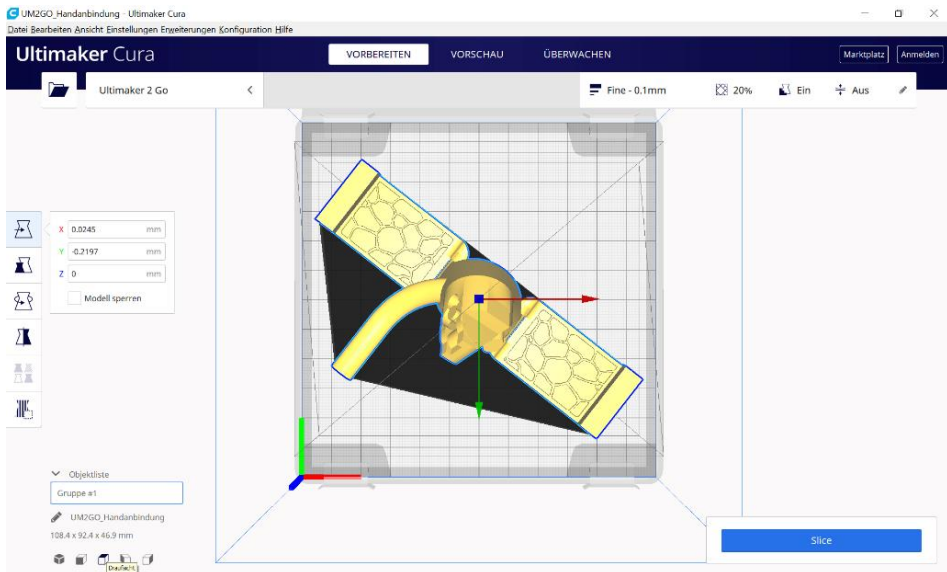 UM2GO_Handanbindung - Ultimaker Cura
Datei Bearbeiten Ansicht Einstellungen Erweiterungen Konfiguration Hilfe
Ultimaker Cura
VORBEREITEN VORSCHAU ÜBERWACHEN
Marktplatz Anmelden
Ultimaker 2 Go
Fine - 0.1mm 20% Ein Aus
X 0.0245 mm
Y -0.2197 mm
Z 0 mm
Modell sperren
Objektliste
Gruppe #1
UM2GO_Handanbindung
108.4 x 92.4 x 46.9 mm
Draufsicht
Slice